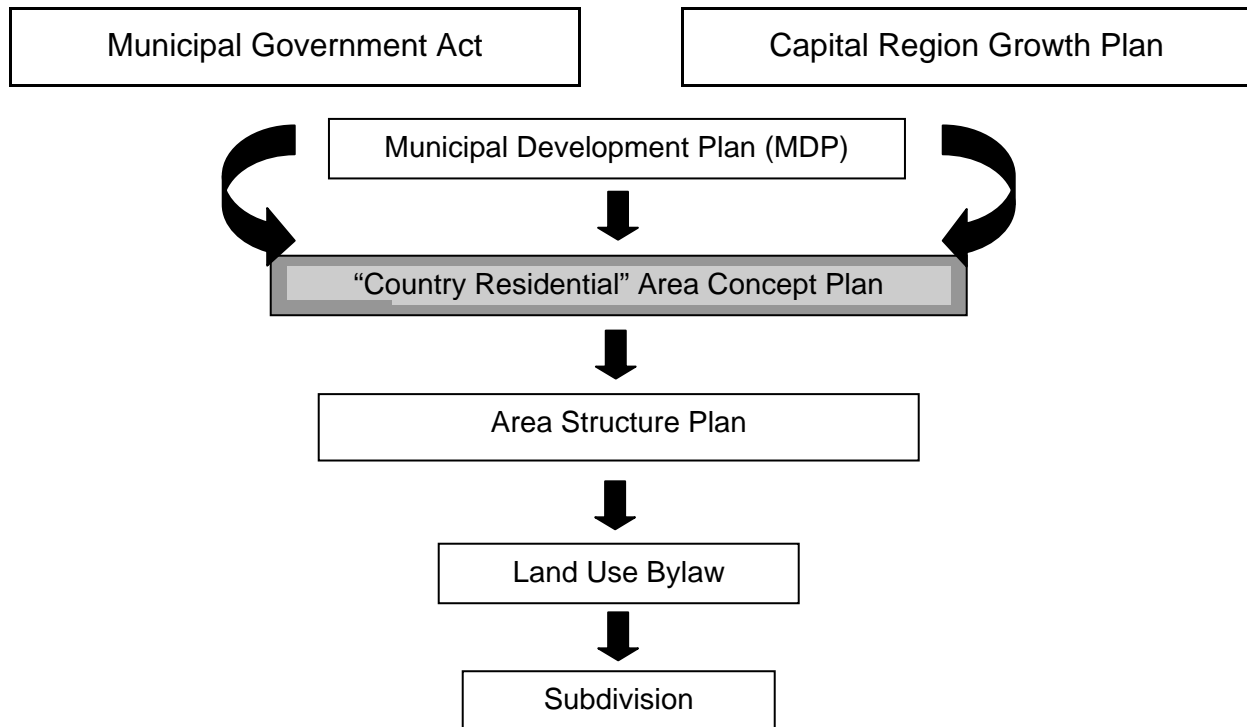 Municipal Government Act
Capital Region Growth Plan
Municipal Development Plan (MDP)
“Country Residential” Area Concept Plan
Area Structure Plan
Land Use Bylaw
Subdivision